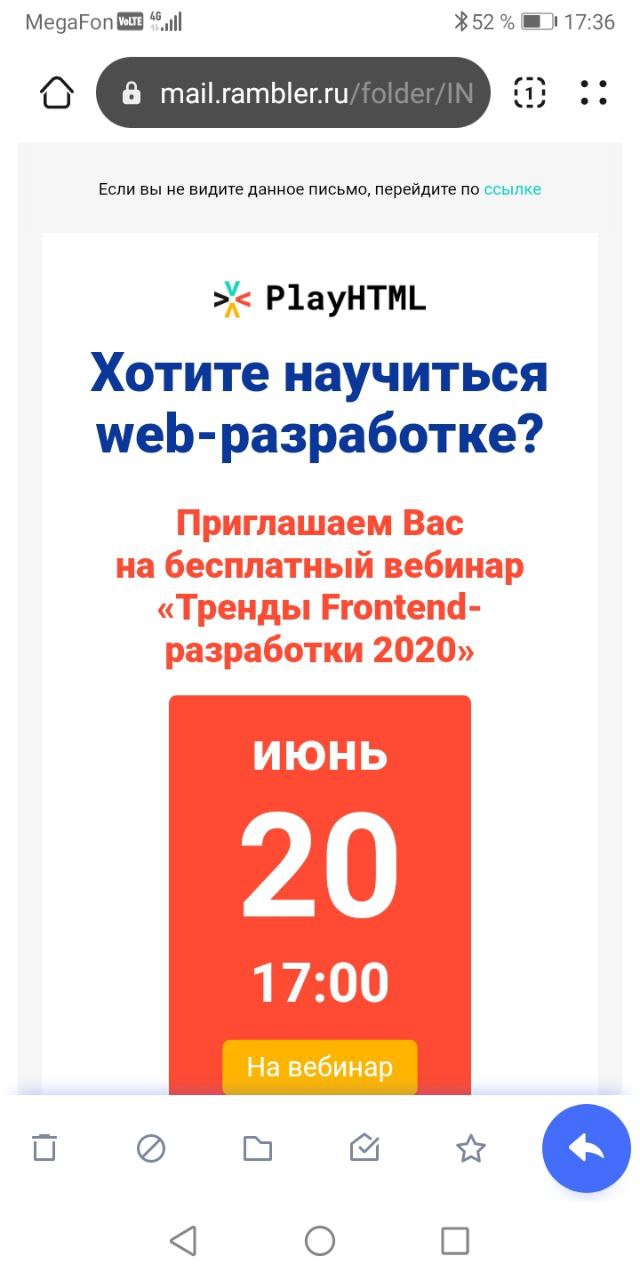 MegaFon VoLTE 4G 52 % 17:36
mail.rambler.ru/folder/IN
1
Если вы не видите данное письмо, перейдите по ссылке
PlayHTML
Хотите научиться
web-разработке?
Приглашаем Вас
на бесплатный вебинар
«Тренды Frontend-
разработки 2020»
июнь
20
17:00
На вебинар